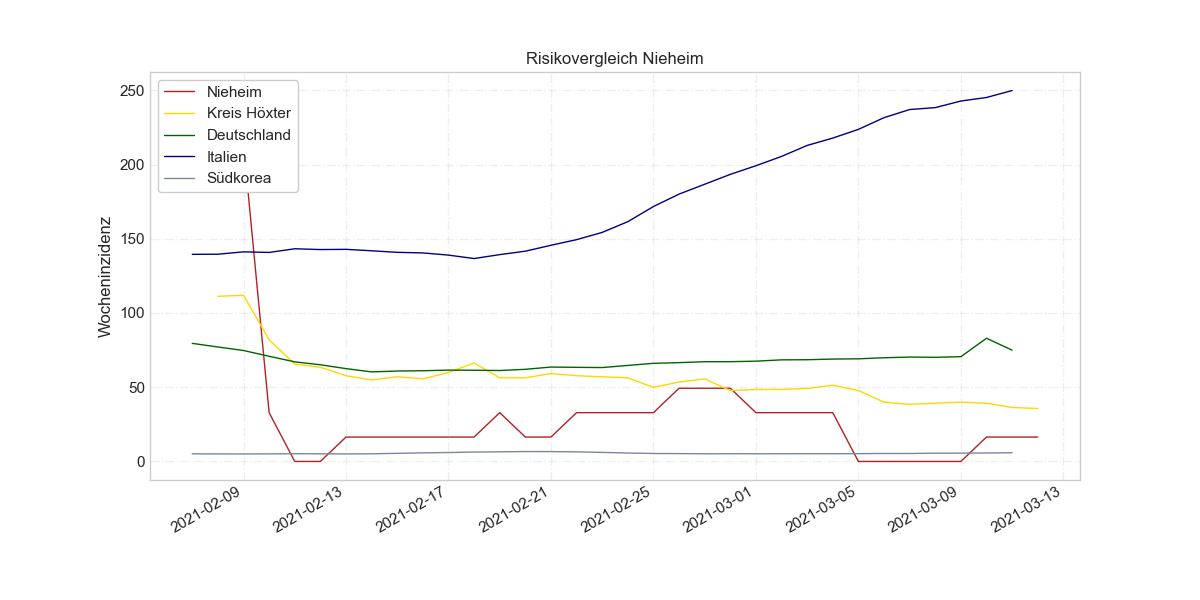 Risikovergleich Nieheim
Wocheninzidenz
250
200
150
100
50
0
Nieheim
Kreis Höxter
Deutschland
Italien
Südkorea
2021-02-09
2021-02-13
2021-02-17
2021-02-21
2021-02-25
2021-03-01
2021-03-05
2021-03-09
2021-03-13